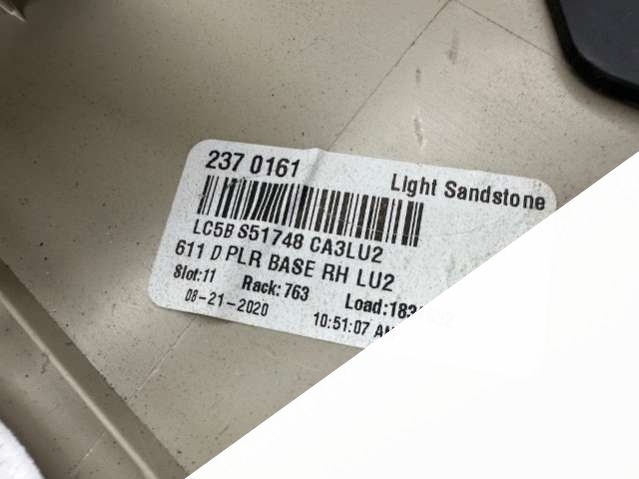 237 0161
Light Sandstone
LC5B S51748 CA3LU2
611 D PLR BASE RH LU2
Slot:11 Rack:763 Load:183
08-21-2020 10:51:07